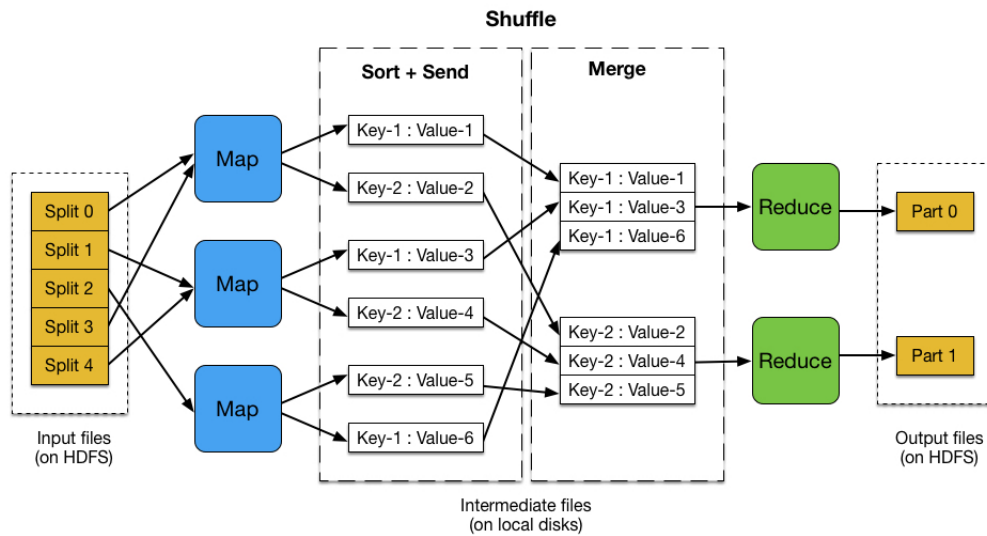 Shuffle
Sort + Send
Merge
Split 0
Split 1
Split 2
Split 3
Split 4
Input files
(on HDFS)
Map
Map
Map
Key-1 : Value-1
Key-2 : Value-2
Key-1 : Value-3
Key-2 : Value-4
Key-2 : Value-5
Key-1 : Value-6
Key-1 : Value-1
Key-1 : Value-3
Key-1 : Value-6
Key-2 : Value-2
Key-2 : Value-4
Key-2 : Value-5
Intermediate files
(on local disks)
Reduce
Reduce
Part 0
Part 1
Output files
(on HDFS)